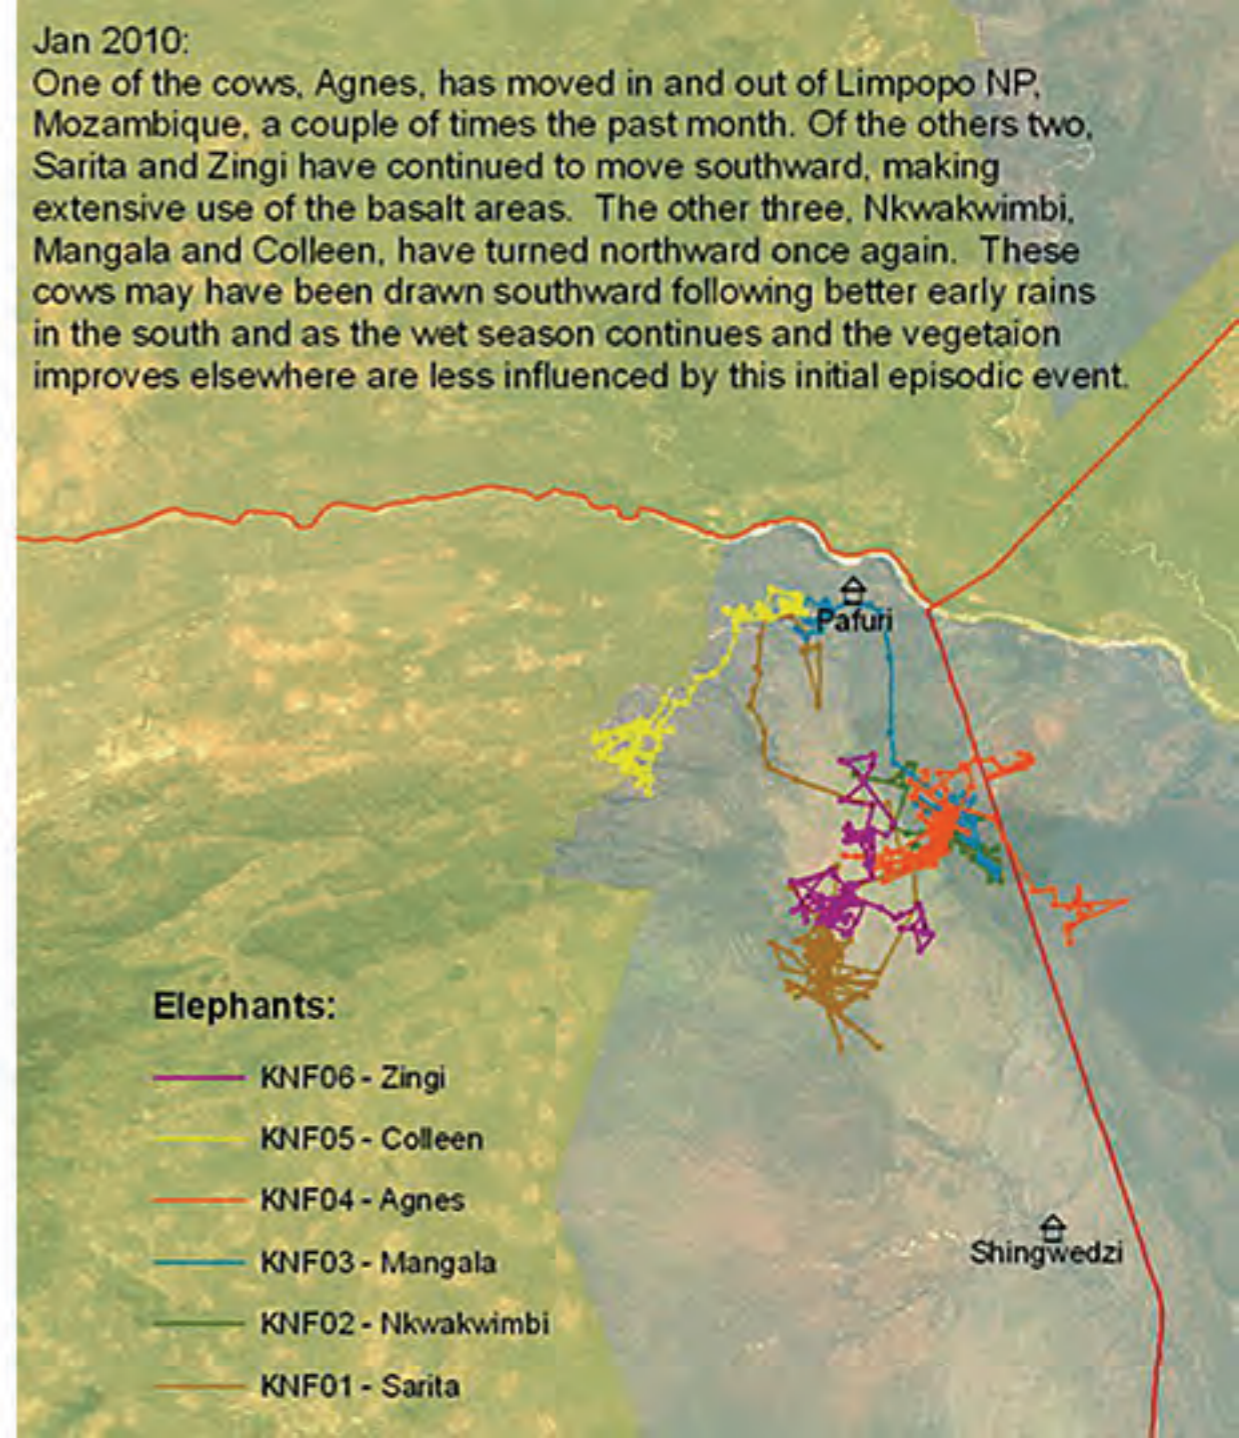 Jan 2010:
One of the cows, Agnes, has moved in and out of Limpopo NP,
Mozambique, a couple of times the past month. Of the others two,
Sarita and Zingi have continued to move southward, making
extensive use of the basalt areas. The other three, Nkwakwimbi,
Mangala and Colleen, have turned northward once again. These
cows may have been drawn southward following better early rains
in the south and as the wet season continues and the vegetaion
improves elsewhere are less influenced by this initial episodic event.
Pafuri
Elephants:
KNF06 - Zingi
KNF05 - Colleen
KNF04 - Agnes
Shingwedzi
KNF03 - Mangala
KNF02 - Nkwakwimbi
KNF01 - Sarita